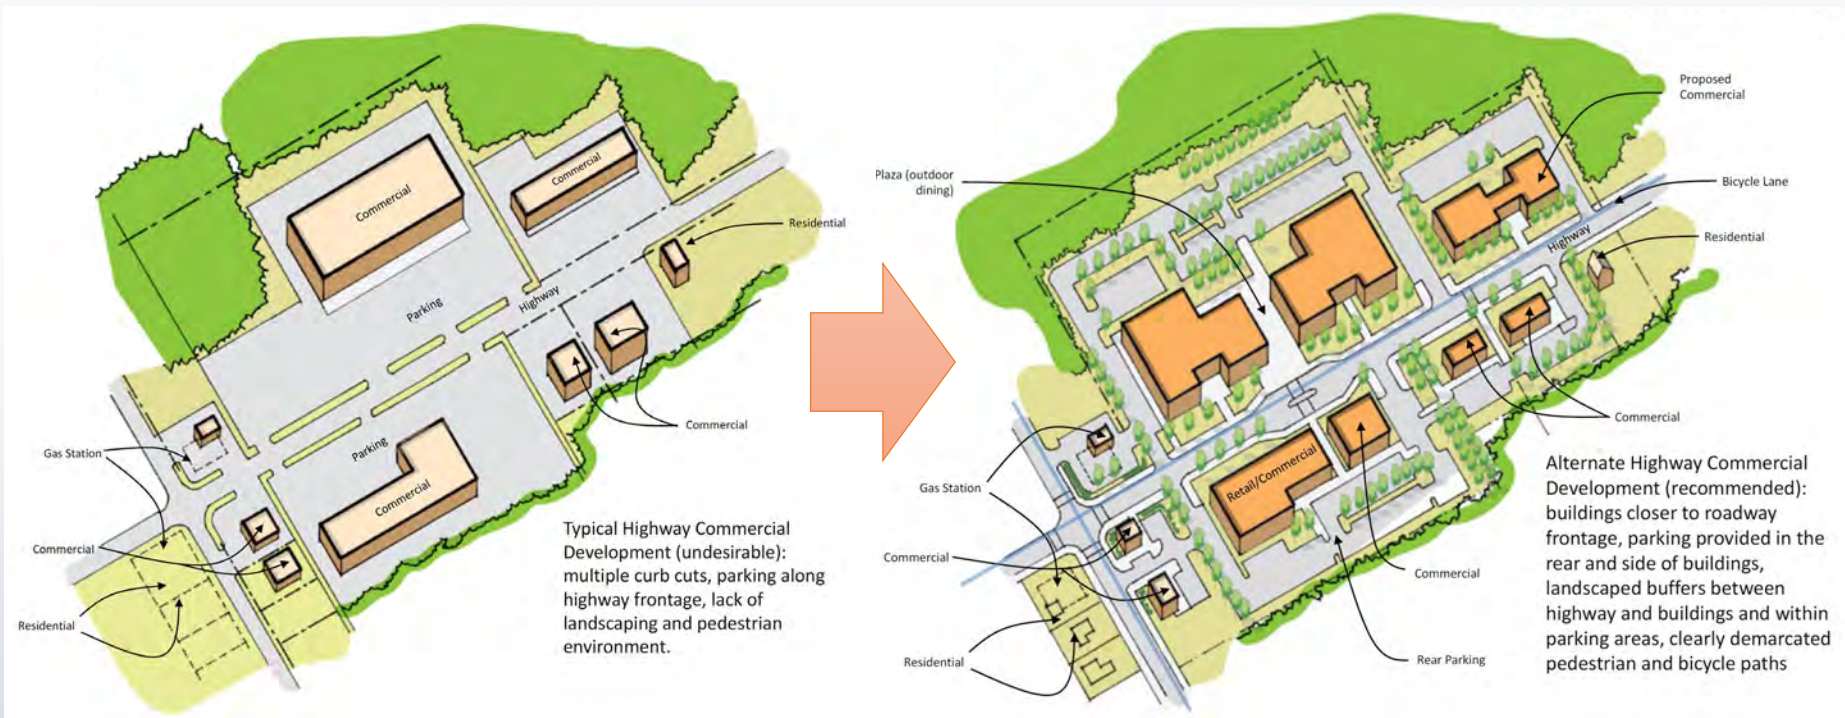 Commercial
Commercial
Residential
Parking
Highway
Parking
Commercial
Commercial
Gas Station
Commercial
Residential
Typical Highway Commercial
Development (undesirable):
multiple curb cuts, parking along
highway frontage, lack of
landscaping and pedestrian
environment.
Proposed
Commercial
Plaza (outdoor
dining)
Bicycle Lane
Highway
Residential
Commercial
Retail/Commercial
Gas Station
Commercial
Commercial
Residential
Rear Parking
Alternate Highway Commercial
Development (recommended):
buildings closer to roadway
frontage, parking provided in the
rear and side of buildings,
landscaped buffers between
highway and buildings and within
parking areas, clearly demarcated
pedestrian and bicycle paths